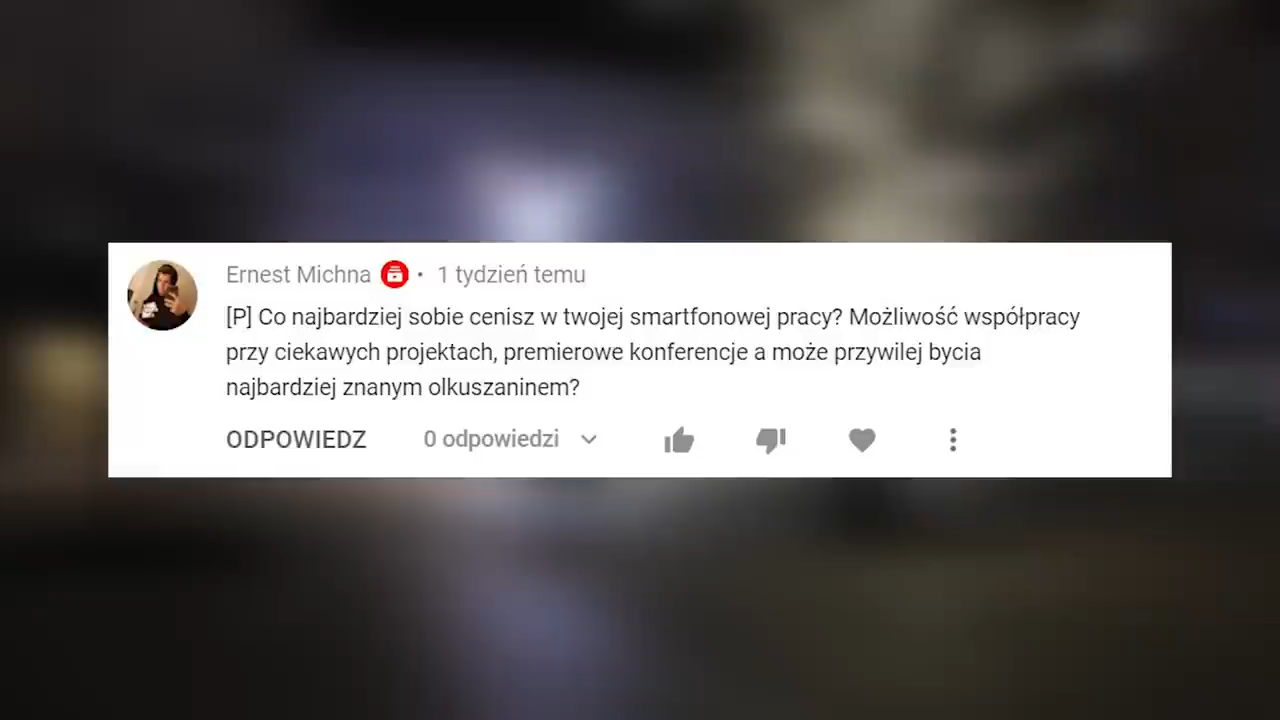 Ernest Michna • 1 tydzień temu
[P] Co najbardziej sobie cenisz w twojej smartfonowej pracy? Możliwość współpracy
przy ciekawych projektach, premierowe konferencje a może przywilej bycia
najbardziej znanym olkuszaninem?
ODPOWIEDZ 0 odpowiedzi